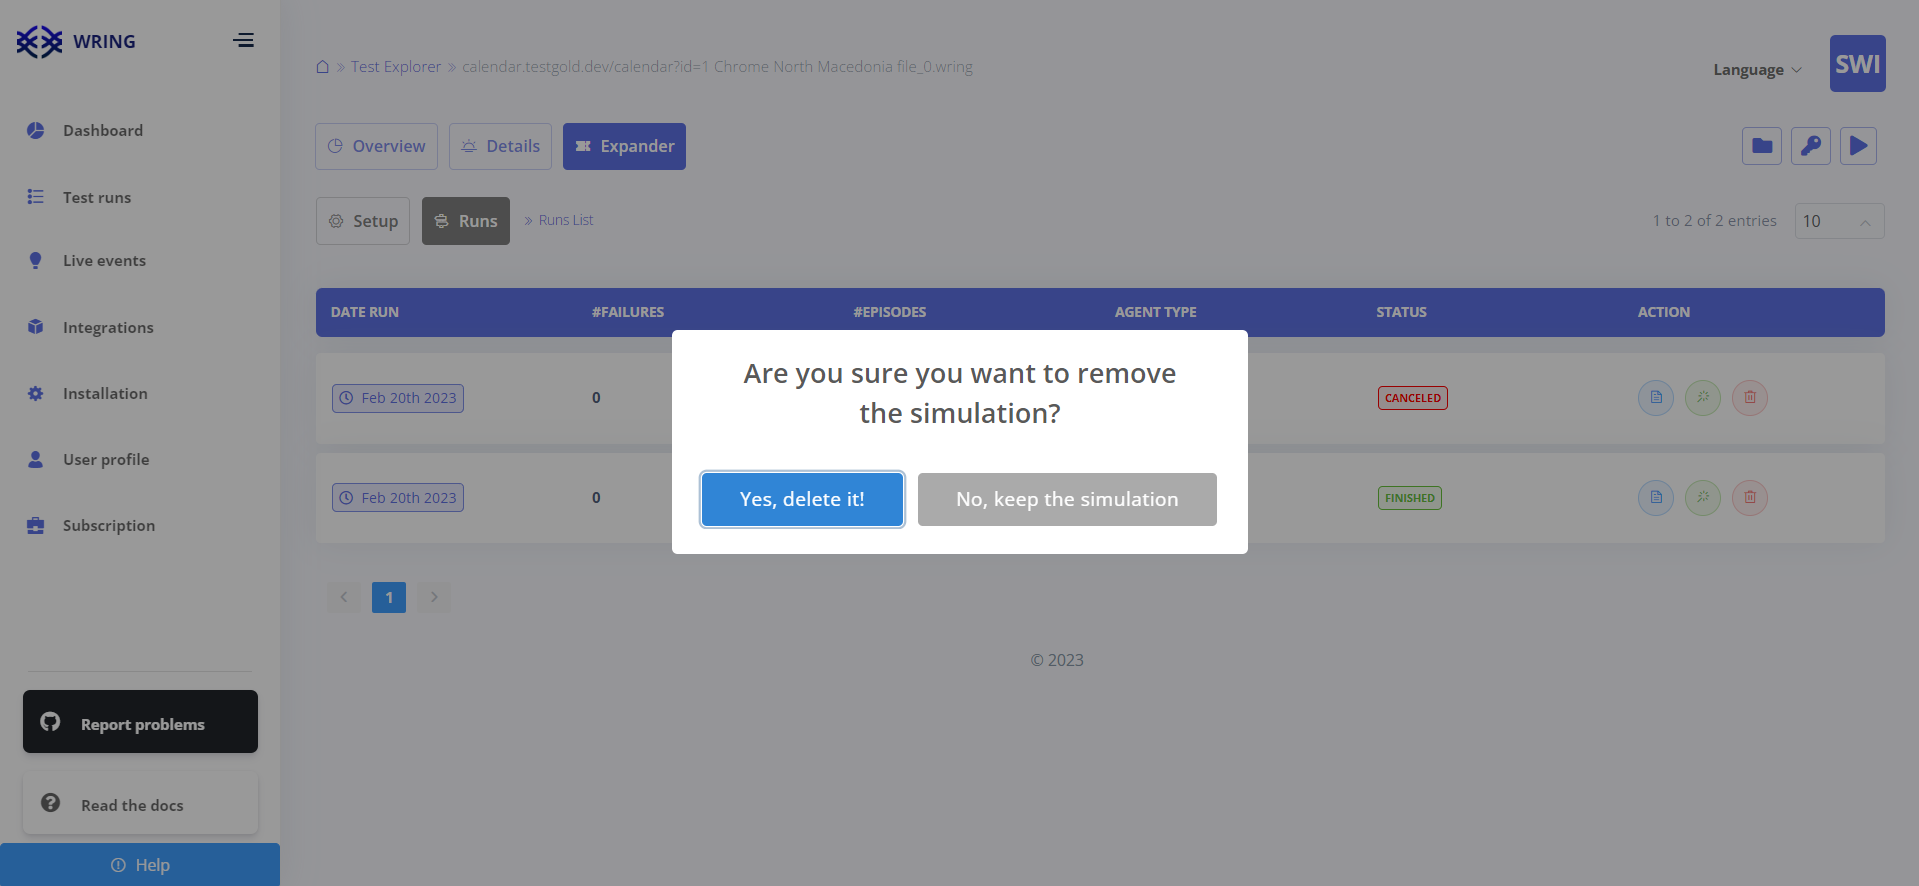 WRING
Dashboard
Test runs
Live events
Integrations
Installation
User profile
Subscription
Report problems
Read the docs
Help
» Test Explorer » calendar.testgold.dev/calendar?id=1 Chrome North Macedonia file_0.wring
Language
SWI
Overview
Details
Expander
Setup
Runs
» Runs List
1 to 2 of 2 entries
10
DATE RUN #FAILURES #EPISODES AGENT TYPE STATUS ACTION
Feb 20th 2023 0 CANCELED
Feb 20th 2023 0 FINISHED
Are you sure you want to remove
the simulation?
Yes, delete it!
No, keep the simulation
1
© 2023